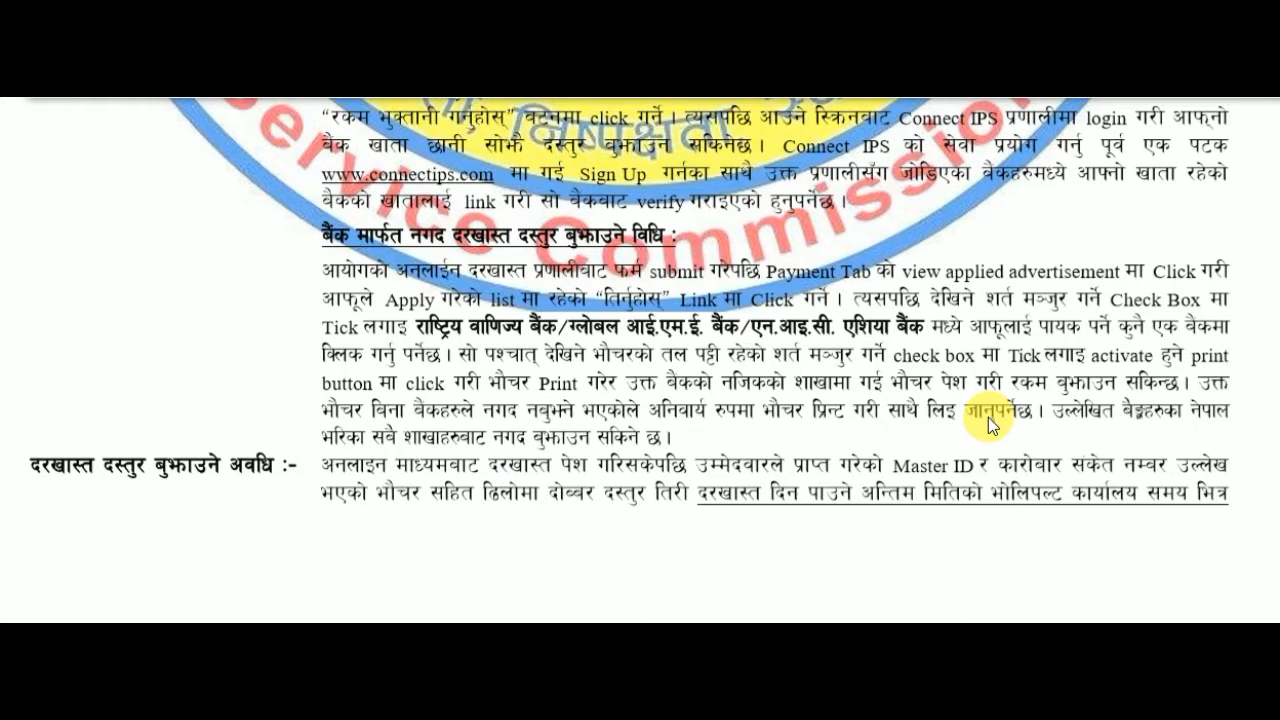 "रकम भुक्तानी गर्नुहोस्" बटनमा click गर्ने । त्यसपछि आउने स्क्रिनबाट Connect IPS प्रणालीमा login गरी आफ्नो
बैंक खाता छानी सोझै दस्तुर बुझाउन सकिनेछ । Connect IPS को सेवा प्रयोग गर्नु पूर्व एक पटक
www.connectips.com मा गई Sign Up गर्नका साथै उक्त प्रणालीसँग जोडिएका बैंकहरुमध्ये आफ्नो खाता रहेको
बैंकको खातालाई link गरी सो बैंकबाट verify गराइएको हुनुपर्नेछ ।
बैंक मार्फत नगद दरखास्त दस्तुर बुझाउने विधि :
आयोगको अनलाईन दरखास्त प्रणालीबाट फर्म submit गरेपछि Payment Tab को view applied advertisement मा Click गरी
आफूले Apply गरेको list मा रहेको "तिर्नुहोस्" Link मा Click गर्ने । त्यसपछि देखिने शर्त मञ्जुर गर्ने Check Box मा
Tick लगाइ राष्ट्रिय वाणिज्य बैंक/ग्लोबल आई.एम.ई. बैंक/एन.आइ.सी. एशिया बैंक मध्ये आफूलाई पायक पर्ने कुनै एक बैंकमा
क्लिक गर्नु पर्नेछ । सो पश्चात् देखिने भौचरको तल पट्टी रहेको शर्त मञ्जुर गर्ने check box मा Tick लगाइ activate हुने print
button मा click गरी भौचर Print गरेर उक्त बैंकको नजिकको शाखामा गई भौचर पेश गरी रकम बुझाउन सकिन्छ । उक्त
भौचर बिना बैंकहरुले नगद नबुझ्ने भएकोले अनिवार्य रुपमा भौचर प्रिन्ट गरी साथै लिइ जानुपर्नेछ । उल्लेखित बैङ्कहरुका नेपाल
भरिका सबै शाखाहरुबाट नगद बुझाउन सकिने छ ।
दरखास्त दस्तुर बुझाउने अवधि :- अनलाइन माध्यमबाट दरखास्त पेश गरिसकेपछि उम्मेदवारले प्राप्त गरेको Master ID र कारोबार संकेत नम्बर उल्लेख
भएको भौचर सहित ढिलोमा दोब्बर दस्तुर तिरी दरखास्त दिन पाउने अन्तिम मितिको भोलिपल्ट कार्यालय समय भित्र
Service Commission
निष्पक्षता